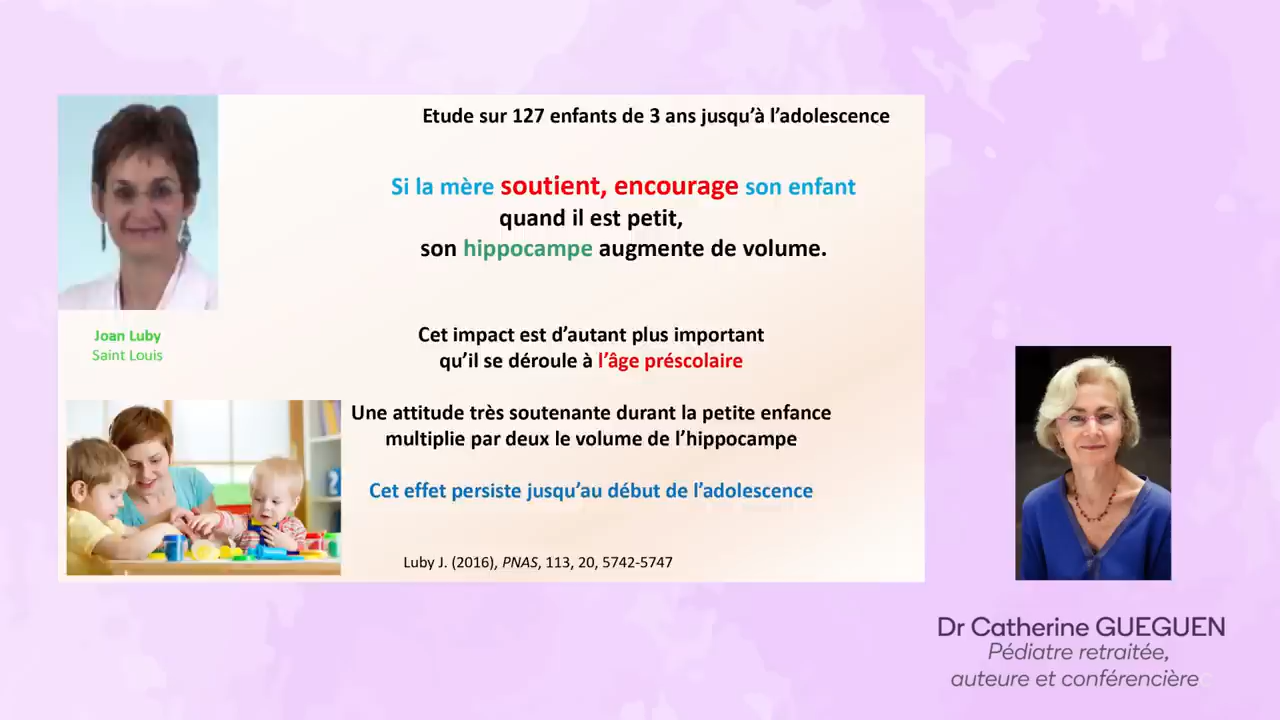 Etude sur 127 enfants de 3 ans jusqu’à l’adolescence
Si la mère soutient, encourage son enfant
quand il est petit,
son hippocampe augmente de volume.
Joan Luby
Saint Louis
Cet impact est d’autant plus important
qu’il se déroule à l’âge préscolaire
Une attitude très soutenante durant la petite enfance
multiplie par deux le volume de l’hippocampe
Cet effet persiste jusqu’au début de l’adolescence
Luby J. (2016), PNAS, 113, 20, 5742-5747
Dr Catherine GUEGUEN
Pédiatre retraitée,
auteure et conférencière